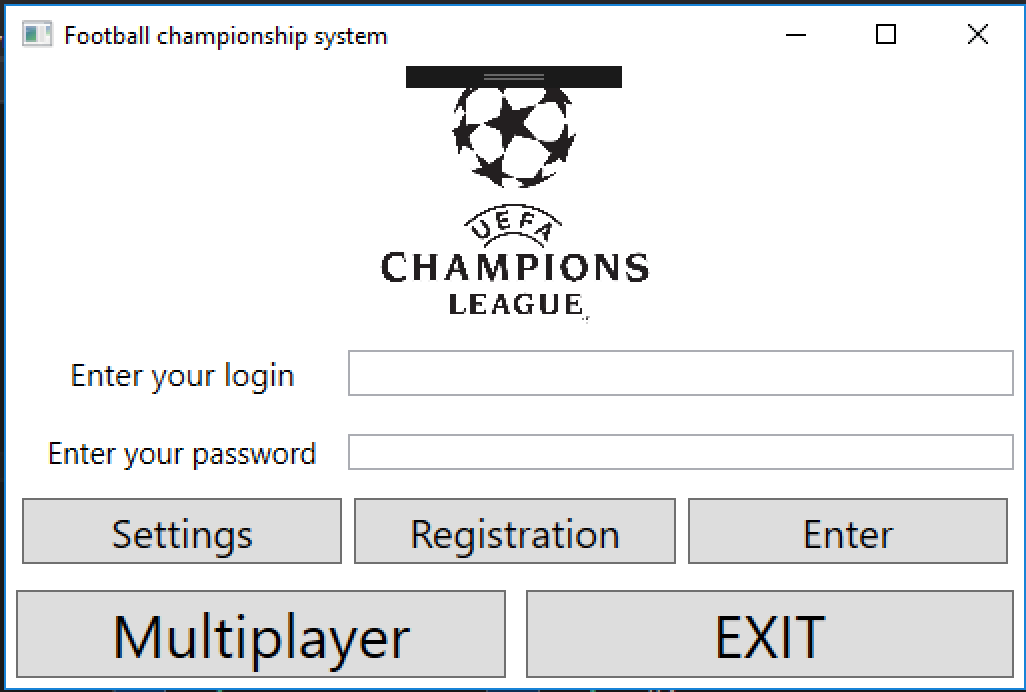 Football championship system
UEFA
CHAMPIONS
LEAGUE
Enter your login
Enter your password
Settings Registration Enter
Multiplayer EXIT